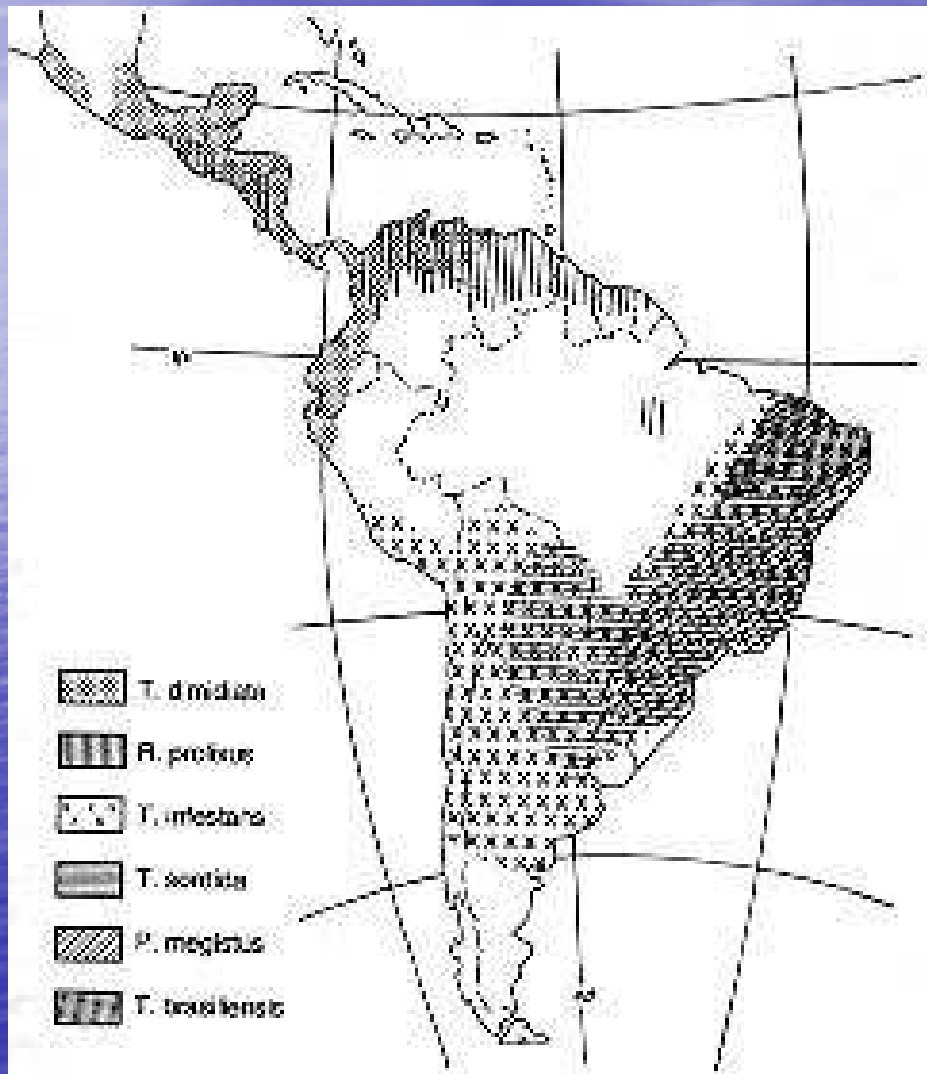 T. dimidiata
R. prolixus
T. infestans
T. sordida
P. megistus
T. brasiliensis